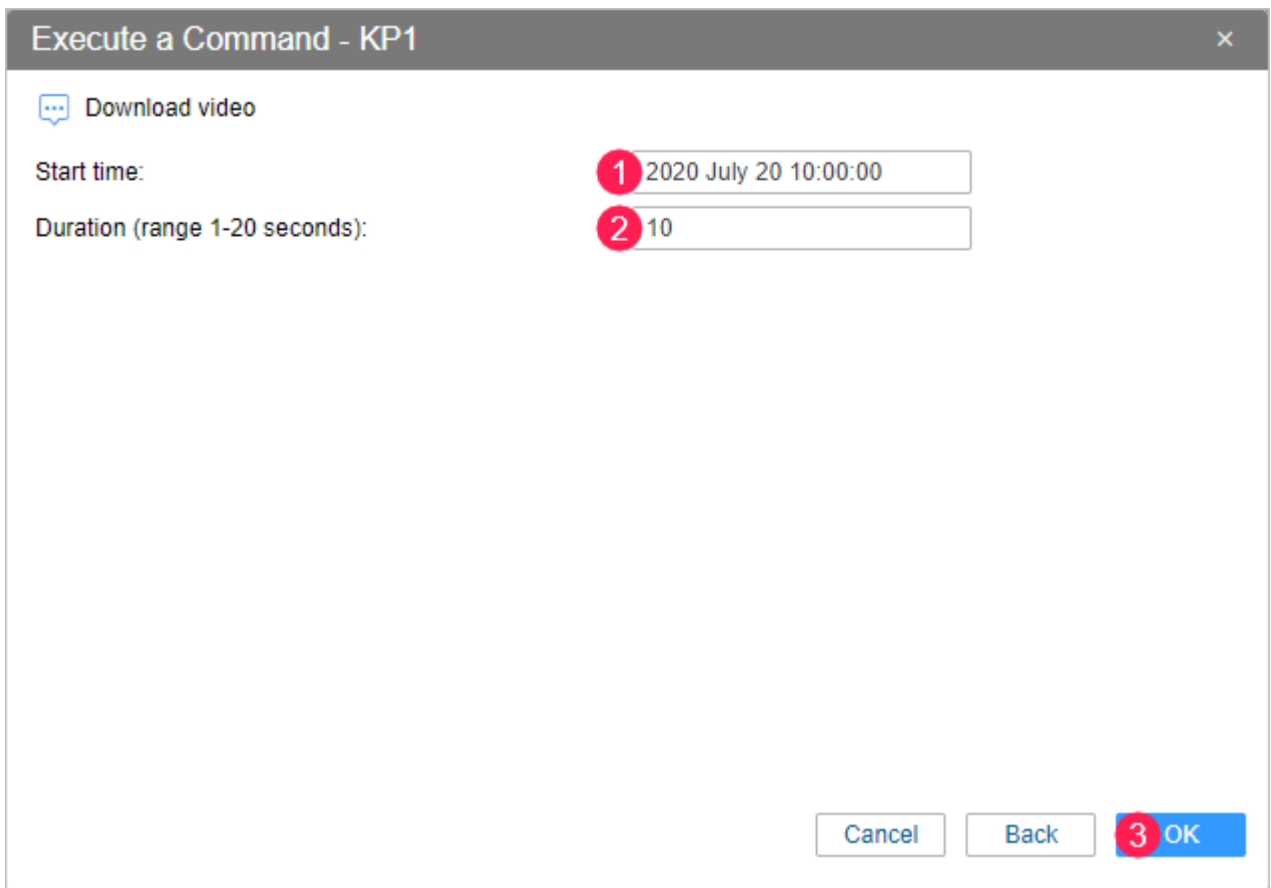 Execute a Command - KP1 ×
Download video
Start time: 1 2020 July 20 10:00:00
Duration (range 1-20 seconds): 2 10
Cancel Back 3 OK